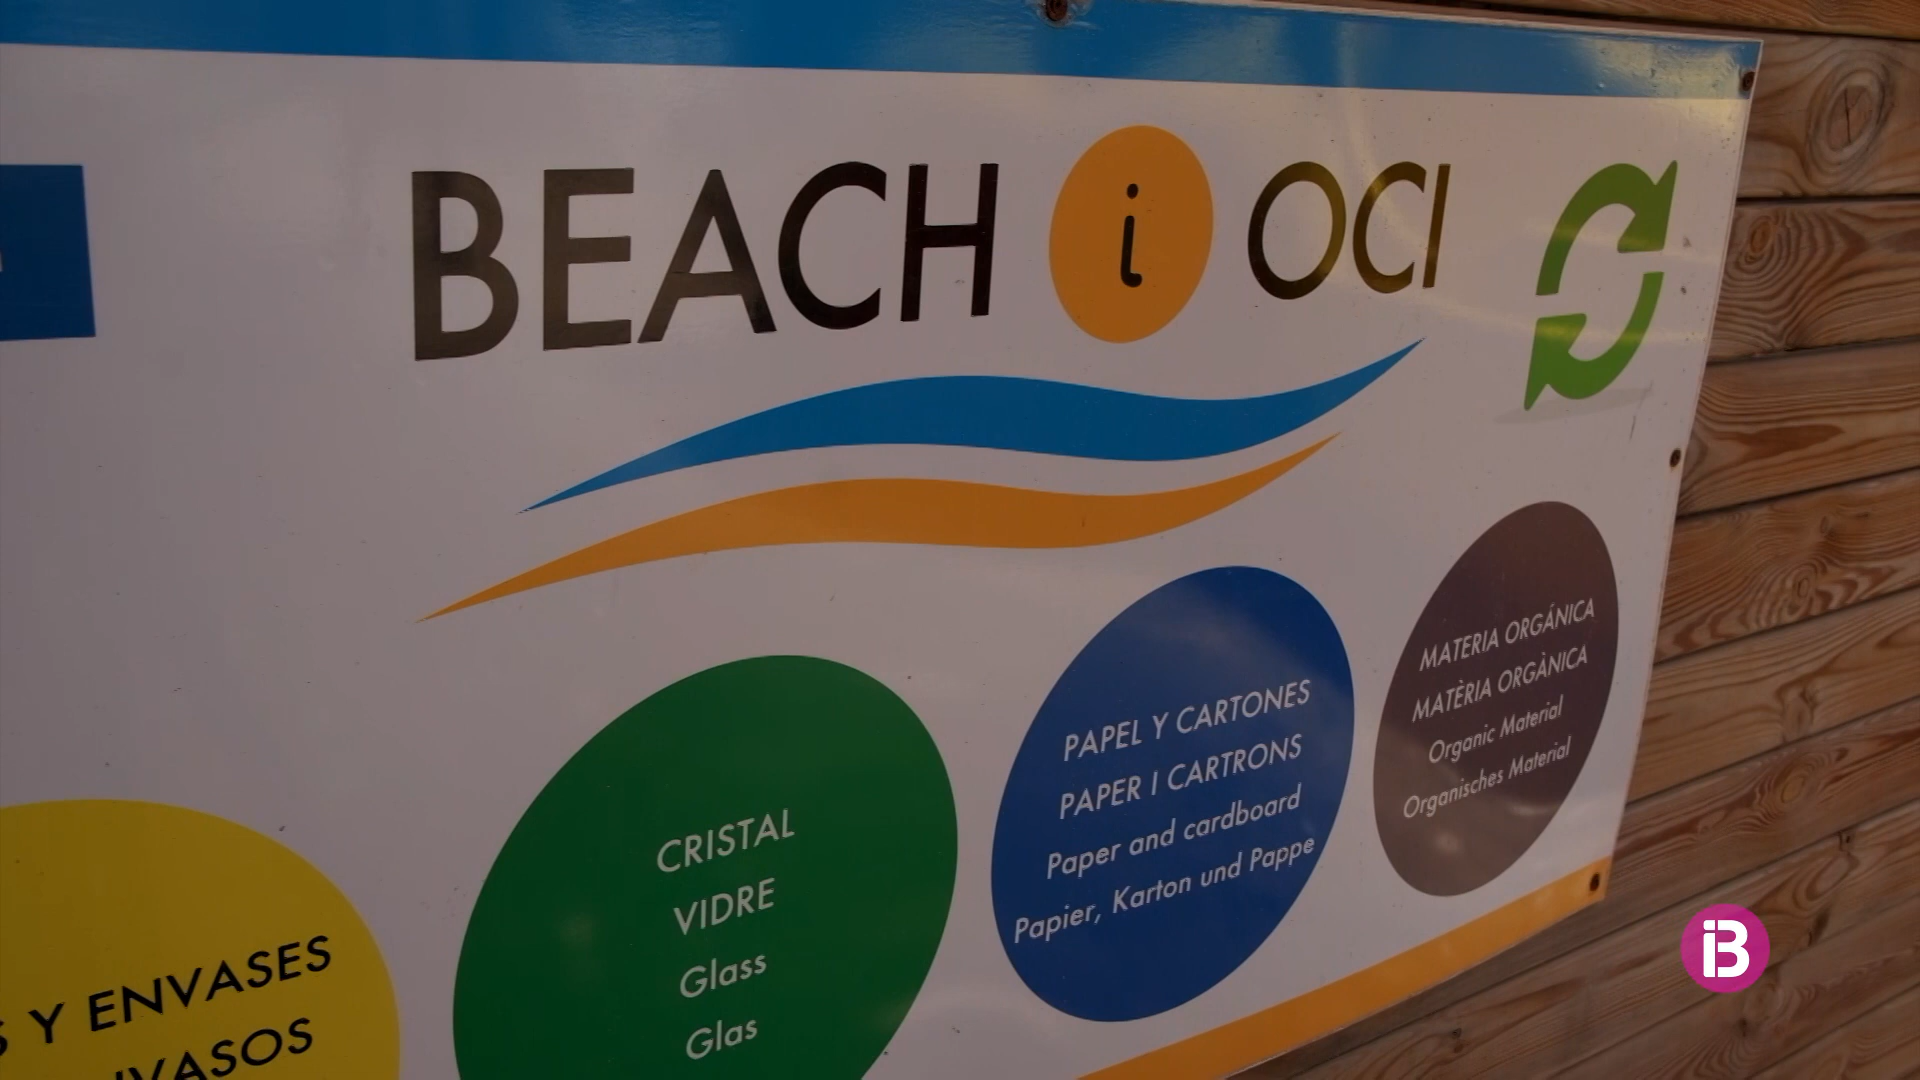 BEACH i OCI
MATERIA ORGÁNICA
MATÈRIA ORGÀNICA
Organic Material
Organisches Material
PAPEL Y CARTONES
PAPER I CARTRONS
Paper and cardboard
Papier, Karton und Pappe
CRISTAL
VIDRE
Glass
Glas
Y ENVASES
iB